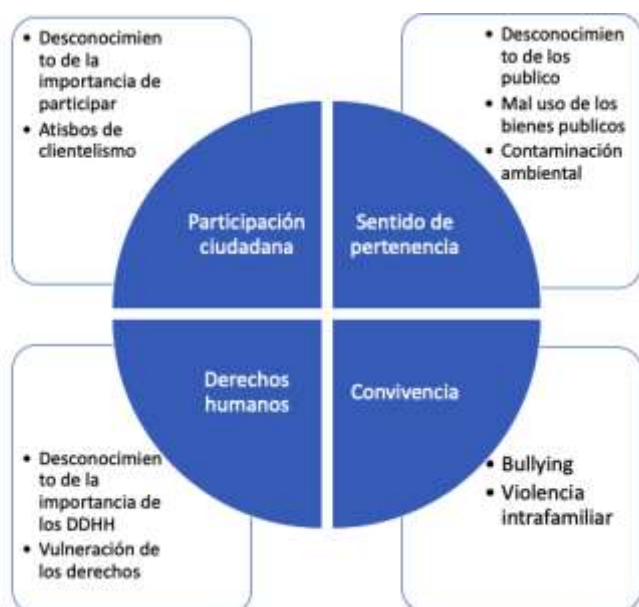 • Desconocimien
to de la
importancia de
participar
• Atisbos de
clientelismo
• Desconocimien
to de los
publico
• Mal uso de los
bienes publicos
• Contaminación
ambiental
Participación
ciudadana
Sentido de
pertenencia
Derechos
humanos
Convivencia
• Desconocimien
to de la
importancia de
los DDHH
• Vulneración de
los derechos
• Bullying
• Violencia
intrafamiliar